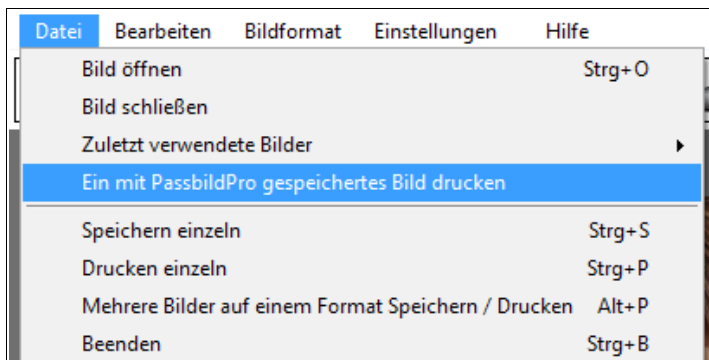 Datei Bearbeiten Bildformat Einstellungen Hilfe
Bild öffnen Strg+O
Bild schließen
Zuletzt verwendete Bilder
Ein mit PassbildPro gespeichertes Bild drucken
Speichern einzeln Strg+S
Drucken einzeln Strg+P
Mehrere Bilder auf einem Format Speichern / Drucken Alt+P
Beenden Strg+B